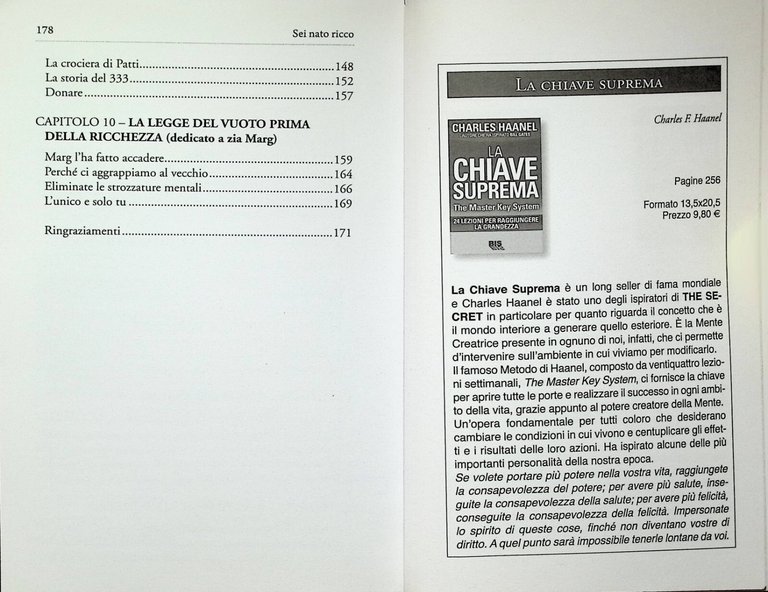 178
Sei nato ricco
La crociera di Patti..........................................................148
La storia del 333..............................................................152
Donare..............................................................................157
CAPITOLO 10 – LA LEGGE DEL VUOTO PRIMA
DELLA RICCHEZZA (dedicato a zia Marg)
Marg l'ha fatto accadere....................................................159
Perché ci aggrappiamo al vecchio......................................164
Eliminate le strozzature mentali........................................166
L'unico e solo tu ..............................................................169
Ringraziamenti..................................................................171
LA CHIAVE SUPREMA
Charles F. Haanel
CHARLES HAANEL
L'AUTORE CHE HA ISPIRATO BILL GATES
LA
CHIAVE
SUPREMA
The Master Key System
24 LEZIONI PER RAGGIUNGERE
LA GRANDEZZA
BIS
Pagine 256
Formato 13,5x20,5
Prezzo 9,80 €
La Chiave Suprema è un long seller di fama mondiale
e Charles Haanel è stato uno degli ispiratori di THE SE-
CRET in particolare per quanto riguarda il concetto che è
il mondo interiore a generare quello esteriore. È la Mente
Creatrice presente in ognuno di noi, infatti, che ci permette
d'intervenire sull'ambiente in cui viviamo per modificarlo.
Il famoso Metodo di Haanel, composto da ventiquattro lezio-
ni settimanali, The Master Key System, ci fornisce la chiave
per aprire tutte le porte e realizzare il successo in ogni ambi-
to della vita, grazie appunto al potere creatore della Mente.
Un'opera fondamentale per tutti coloro che desiderano
cambiare le condizioni in cui vivono e centuplicare gli effet-
ti e i risultati delle loro azioni. Ha ispirato alcune delle più
importanti personalità della nostra epoca.
Se volete portare più potere nella vostra vita, raggiungete
la consapevolezza del potere; per avere più salute, inse-
guite la consapevolezza della salute; per avere più felicità,
conseguite la consapevolezza della felicità. Impersonate
lo spirito di queste cose, finché non diventano vostre di
diritto. A quel punto sarà impossibile tenerle lontane da voi.